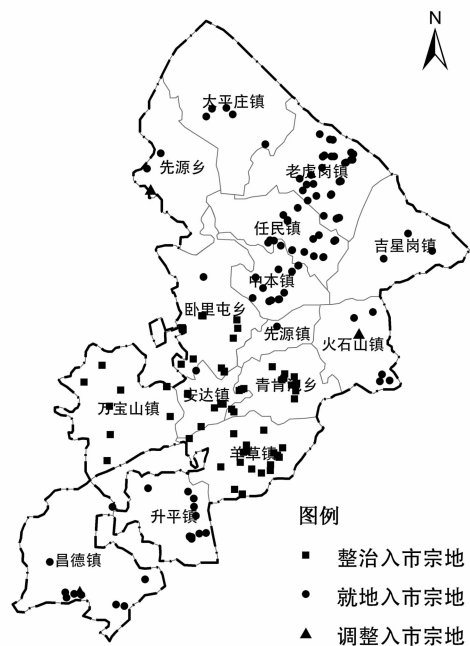 N
太平庄镇
先源乡
老虎岗镇
任民镇
吉星岗镇
中本镇
卧里屯乡
先源镇
火石山镇
安达镇
青肯泡乡
万宝山镇
羊草镇
升平镇
昌德镇
图例
整治入市宗地
就地入市宗地
调整入市宗地